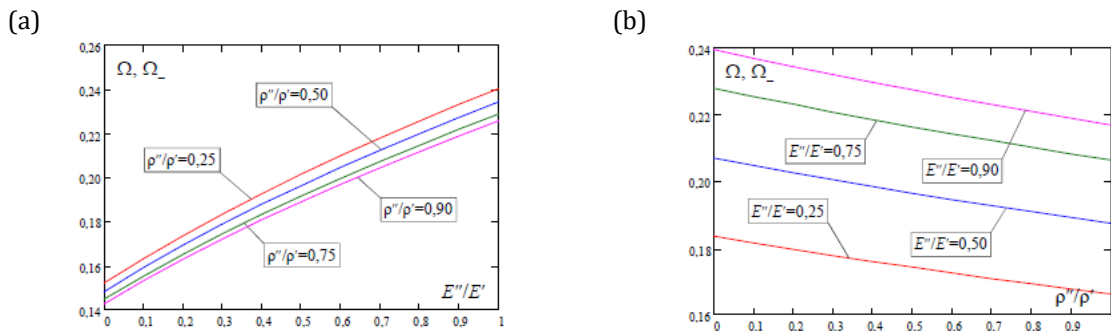 (a)
0,26
0,24
0,22
0,20
0,18
0,16
0,14
Ω, Ω_
ρ″/ρ′=0,50
ρ″/ρ′=0,25
ρ″/ρ′=0,90
ρ″/ρ′=0,75
E″/E′
0 0,1 0,2 0,3 0,4 0,5 0,6 0,7 0,8 0,9 1
(b)
0,24
0,22
0,20
0,18
0,16
Ω, Ω_
E″/E′=0,75
E″/E′=0,90
E″/E′=0,25
E″/E′=0,50
ρ″/ρ′
0 0.1 0.2 0.3 0.4 0.5 0.6 0.7 0.8 0.9